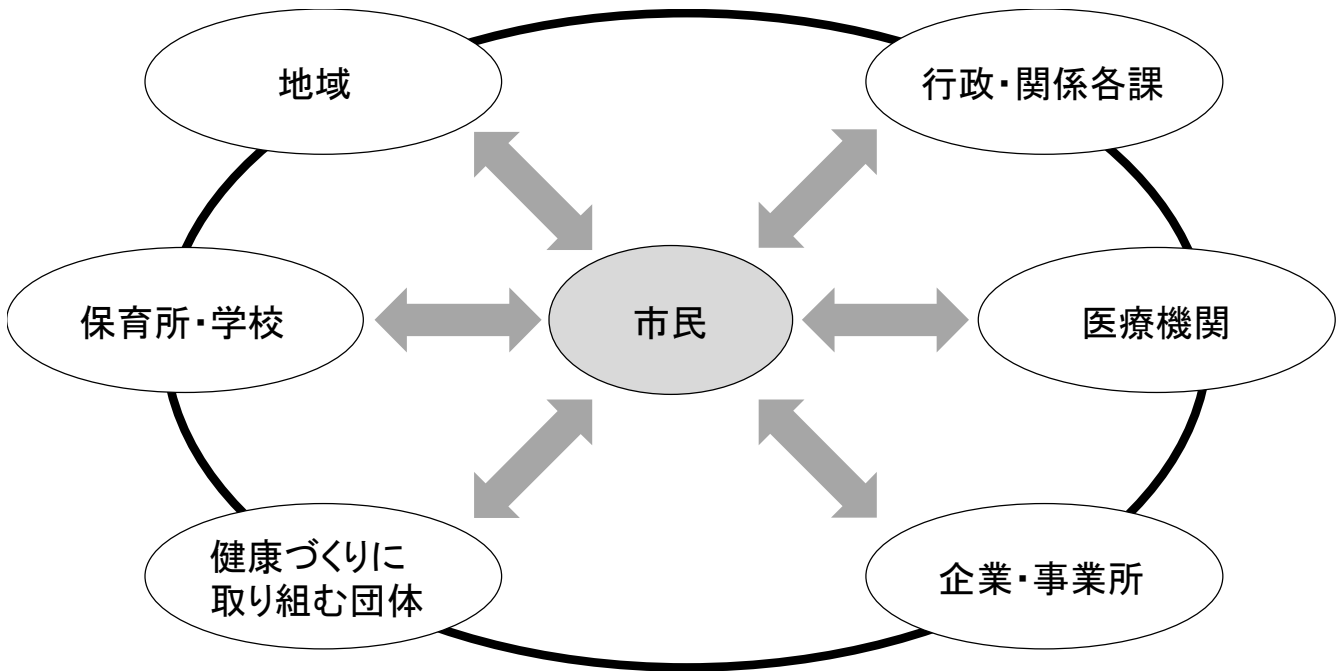 地域
行政・関係各課
保育所・学校
市民
医療機関
健康づくりに
取り組む団体
企業・事業所